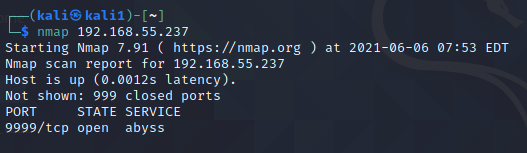 ┌──(kali㉿kali1)-[~]
└─$ nmap 192.168.55.237
Starting Nmap 7.91 ( https://nmap.org ) at 2021-06-06 07:53 EDT
Nmap scan report for 192.168.55.237
Host is up (0.0012s latency).
Not shown: 999 closed ports
PORT     STATE SERVICE
9999/tcp open  abyss